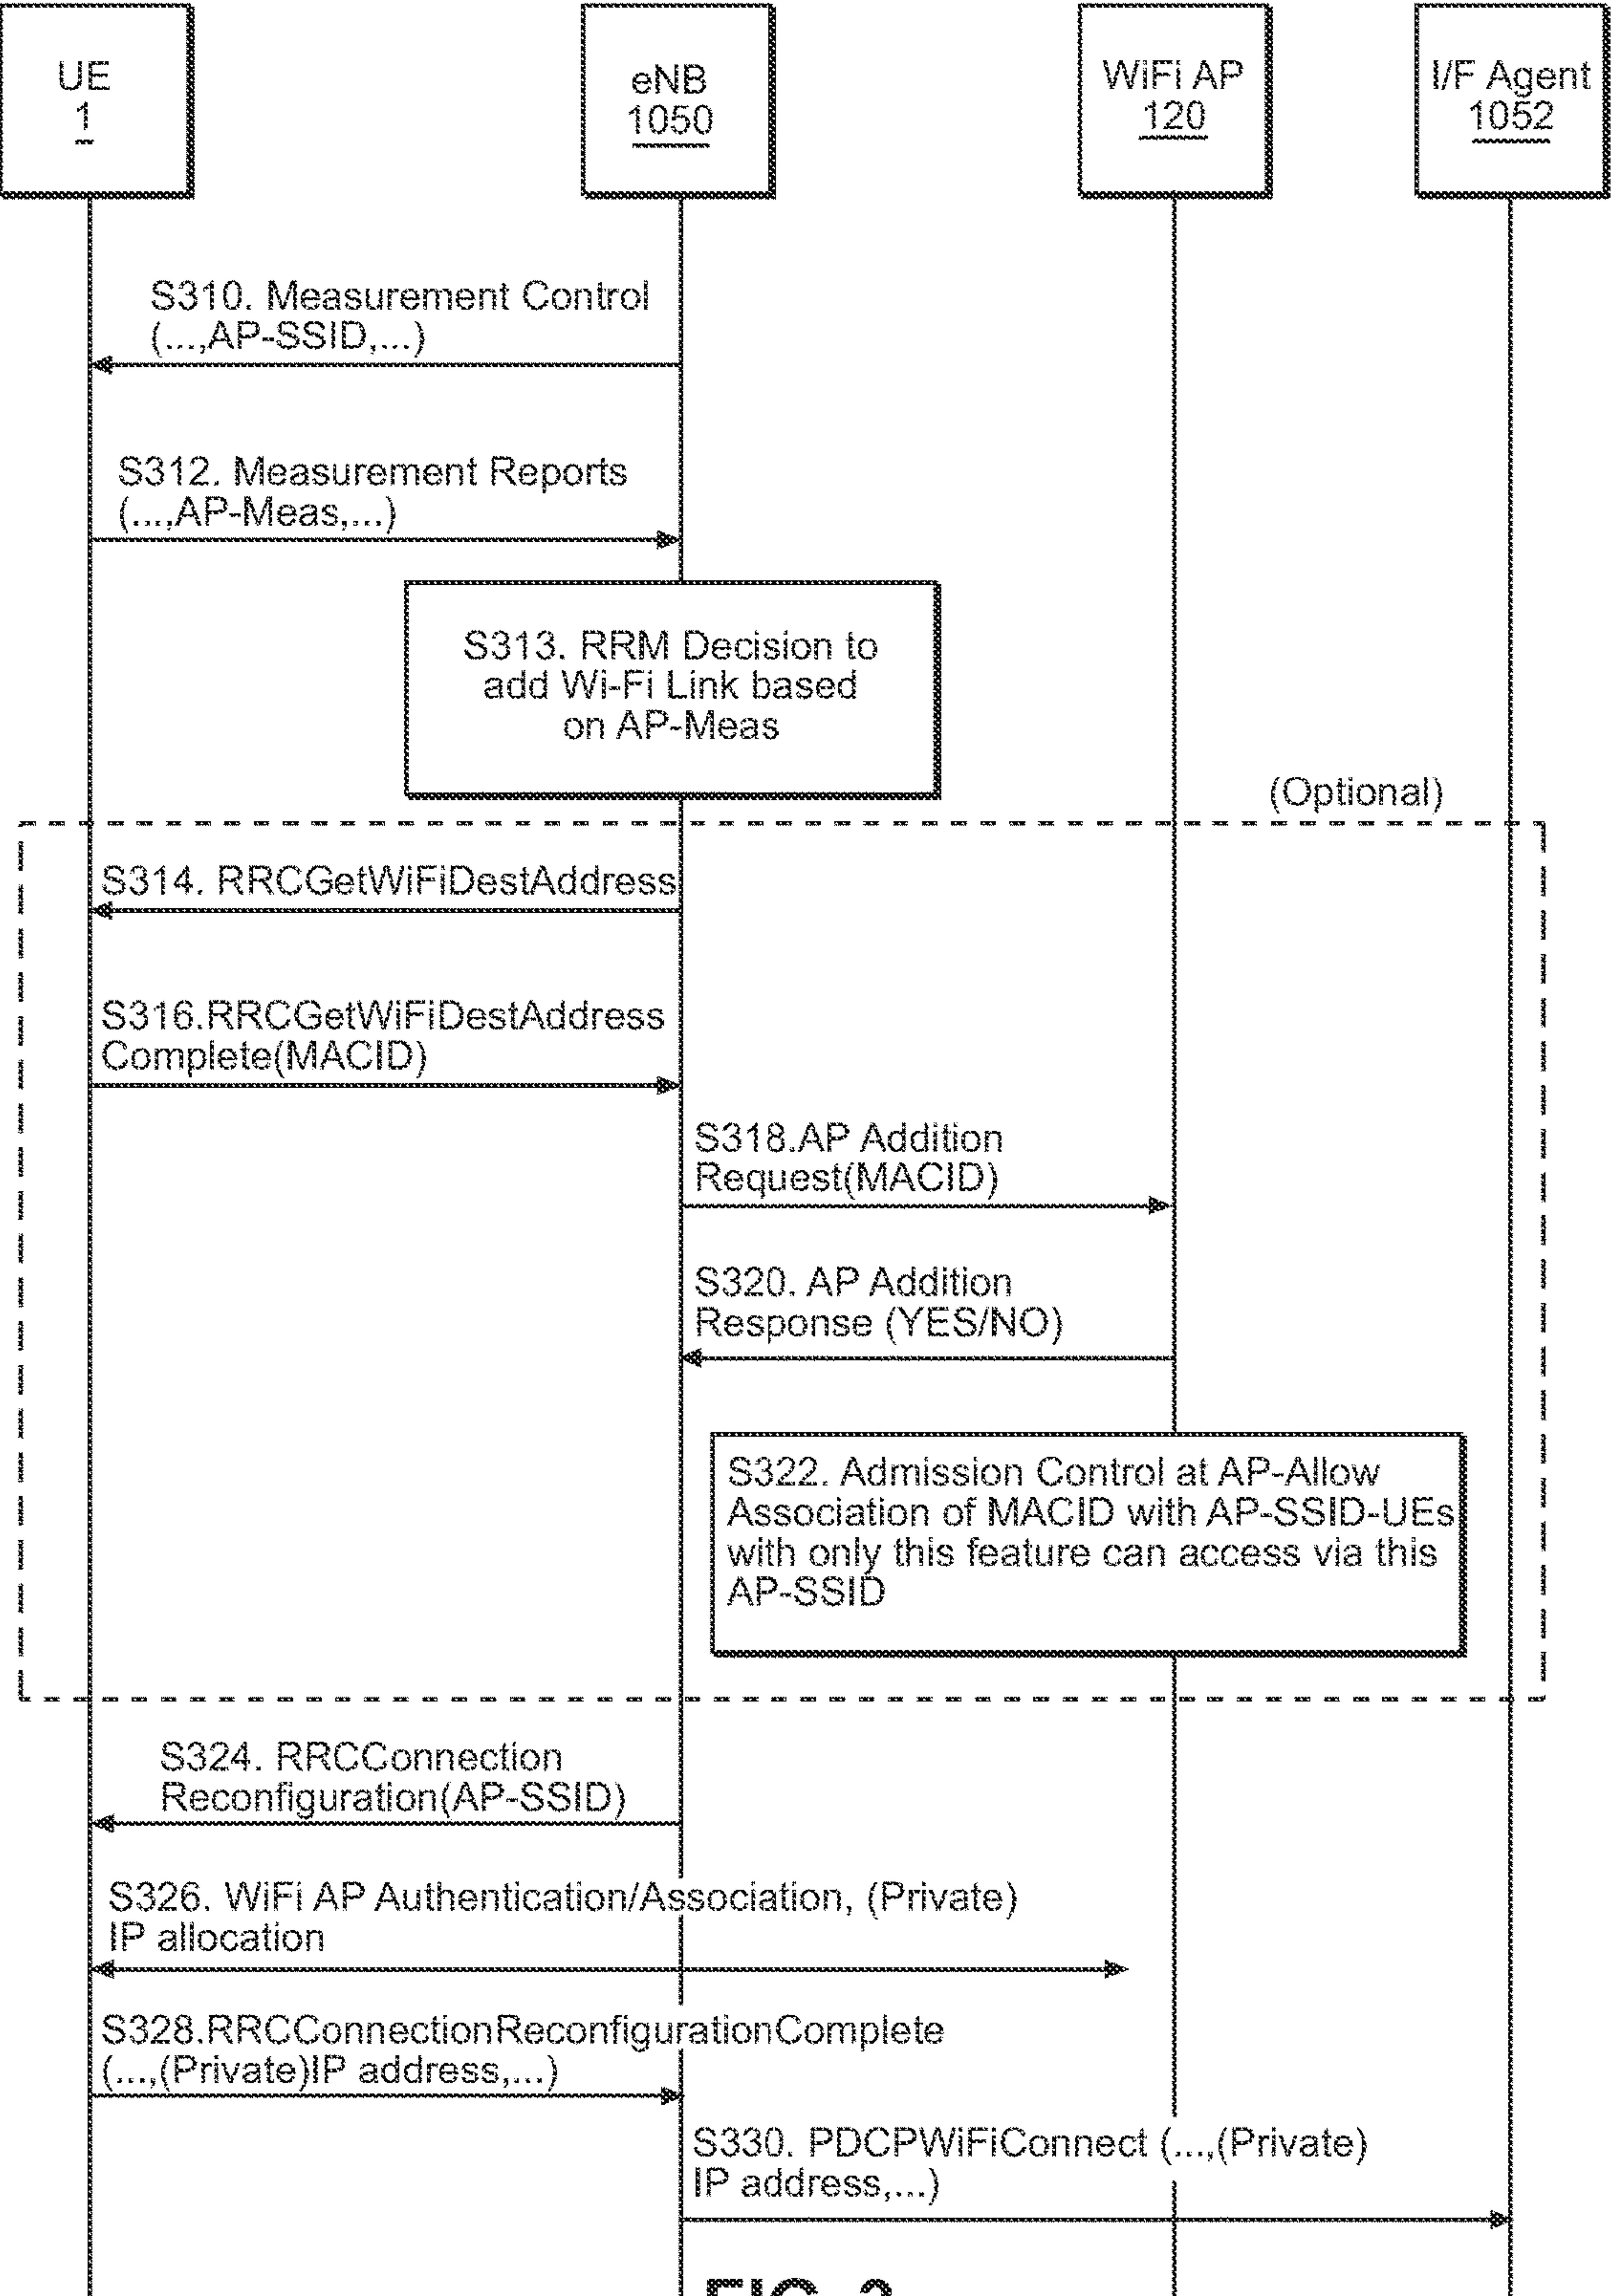 UE
1
eNB
1050
WiFi AP
120
I/F Agent
1052
S310. Measurement Control
(...,AP-SSID,...)
S312. Measurement Reports
(...,AP-Meas,...)
S313. RRM Decision to
add Wi-Fi Link based
on AP-Meas
(Optional)
S314. RRCGetWiFiDestAddress
S316.RRCGetWiFiDestAddress
Complete(MACID)
S318.AP Addition
Request(MACID)
S320. AP Addition
Response (YES/NO)
S322. Admission Control at AP-Allow
Association of MACID with AP-SSID-UEs
with only this feature can access via this
AP-SSID
S324. RRCConnection
Reconfiguration(AP-SSID)
S326. WiFi AP Authentication/Association, (Private)
IP allocation
S328.RRCConnectionReconfigurationComplete
(...,(Private)IP address,...)
S330. PDCPWiFiConnect (...,(Private)
IP address,...)